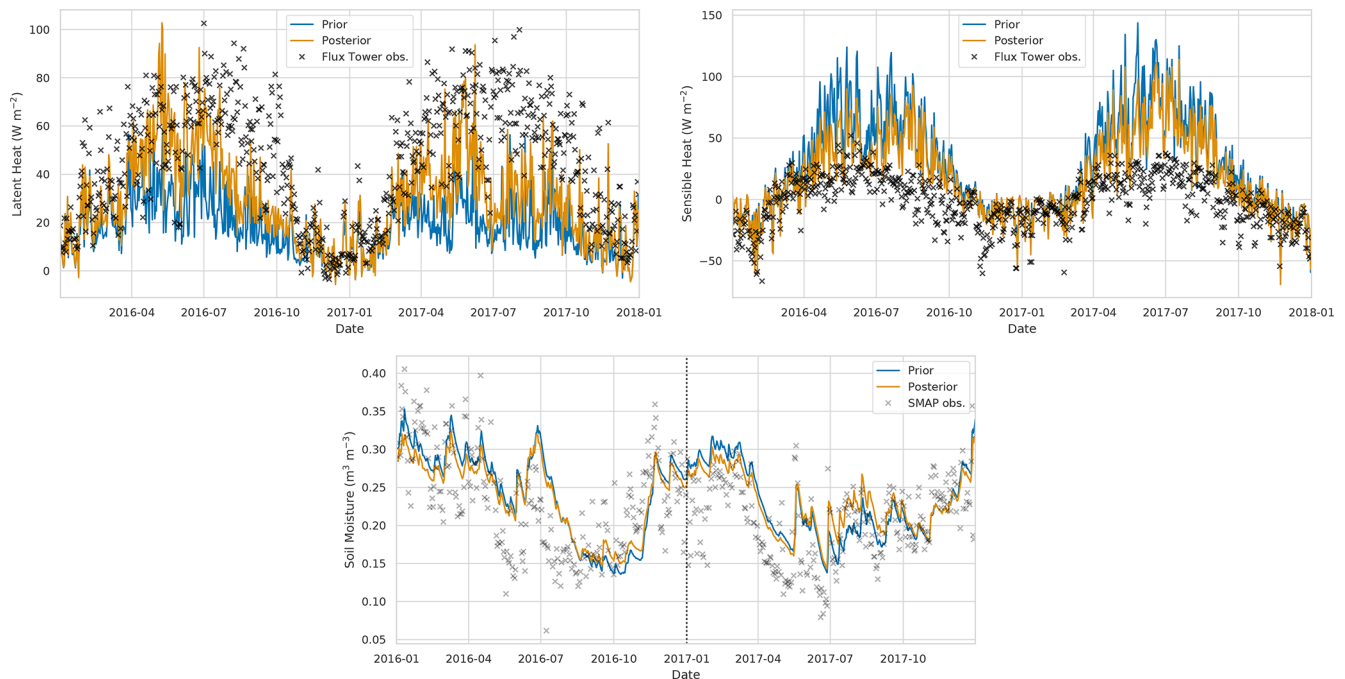 Latent Heat (W m⁻²)
100
80
60
40
20
0
Prior
Posterior
Flux Tower obs.
2016-04 2016-07 2016-10 2017-01 2017-04 2017-07 2017-10 2018-01
Date
Sensible Heat (W m⁻²)
150
100
50
0
−50
Prior
Posterior
Flux Tower obs.
2016-04 2016-07 2016-10 2017-01 2017-04 2017-07 2017-10 2018-01
Date
Soil Moisture (m³ m⁻³)
0.40
0.35
0.30
0.25
0.20
0.15
0.10
0.05
Prior
Posterior
SMAP obs.
2016-01 2016-04 2016-07 2016-10 2017-01 2017-04 2017-07 2017-10
Date